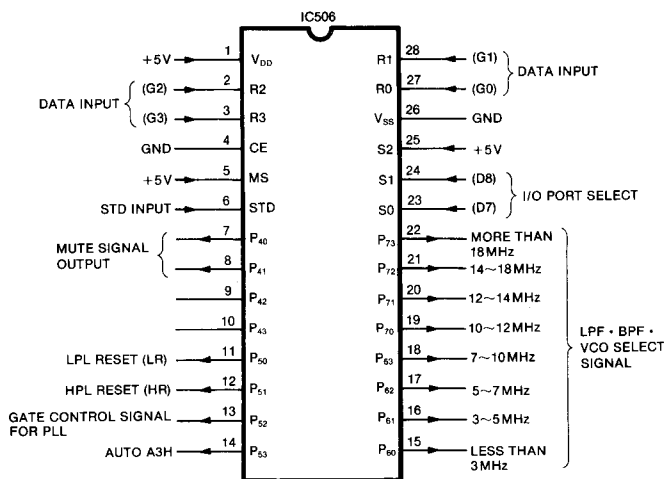 IC506
+5V 1 V_DD R1 28 (G1)
DATA INPUT (G2) 2 R2 R0 27 (G0) DATA INPUT
(G3) 3 R3 V_SS 26 GND
GND 4 CE S2 25 +5V
+5V 5 MS S1 24 (D8) I/O PORT SELECT
STD INPUT 6 STD S0 23 (D7)
MUTE SIGNAL OUTPUT 7 P40 P73 22 MORE THAN 18MHz
8 P41 P72 21 14~18MHz
9 P42 P71 20 12~14MHz
10 P43 P70 19 10~12MHz LPF・BPF・VCO SELECT SIGNAL
LPL RESET (LR) 11 P50 P63 18 7~10MHz
HPL RESET (HR) 12 P51 P62 17 5~7MHz
GATE CONTROL SIGNAL FOR PLL 13 P52 P61 16 3~5MHz
AUTO A3H 14 P53 P60 15 LESS THAN 3MHz